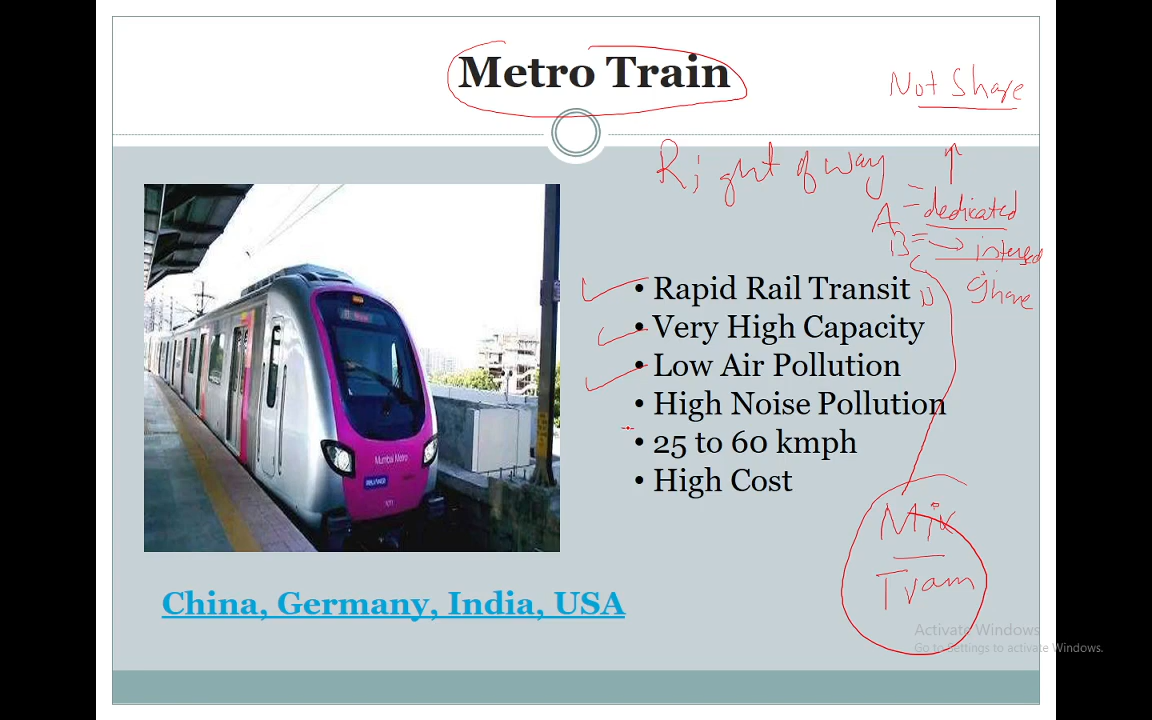 Metro Train
Not Share
Right of way
A = dedicated
B =
C
share
• Rapid Rail Transit
• Very High Capacity
• Low Air Pollution
• High Noise Pollution
• 25 to 60 kmph
• High Cost
Mix
Tram
Mumbai Metro
RELIANCE
China, Germany, India, USA
Activate Windows
Go to Settings to activate Windows.